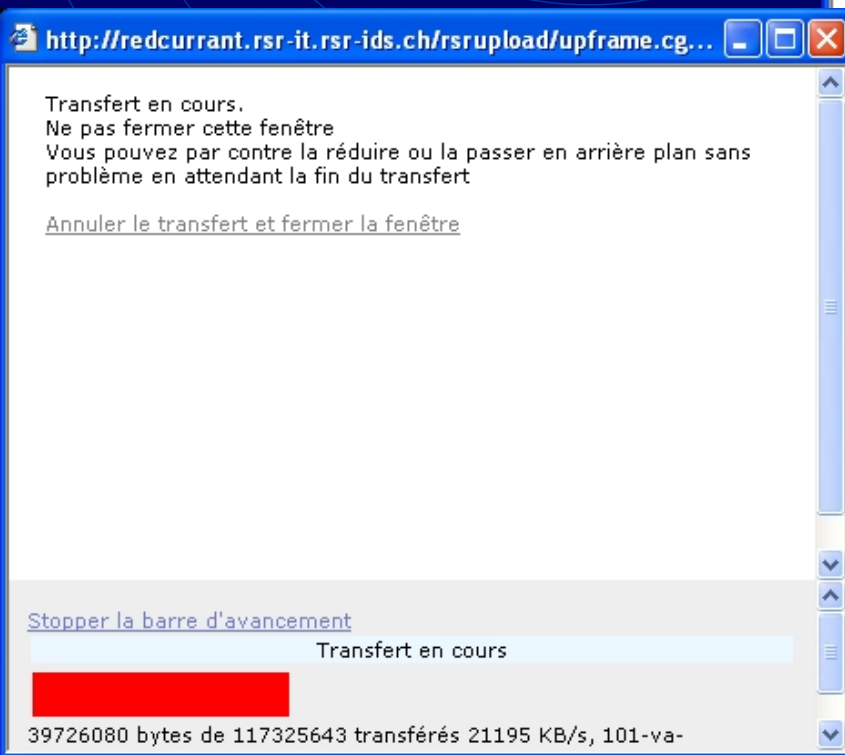 http://redcurrant.rsr-it.rsr-ids.ch/rsrupload/upframe.cg...
Transfert en cours.
Ne pas fermer cette fenêtre
Vous pouvez par contre la réduire ou la passer en arrière plan sans
problème en attendant la fin du transfert
Annuler le transfert et fermer la fenêtre
Stopper la barre d'avancement
Transfert en cours
39726080 bytes de 117325643 transférés 21195 KB/s, 101-va-